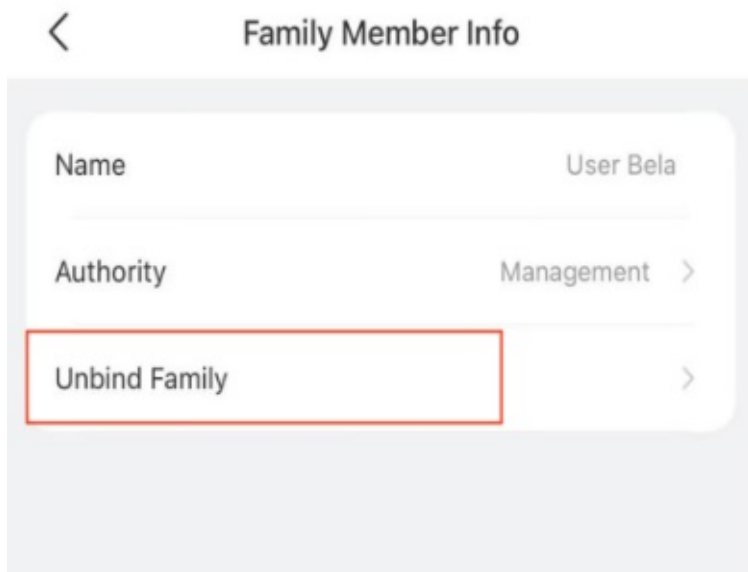 Family Member Info
Name User Bela
Authority Management
Unbind Family